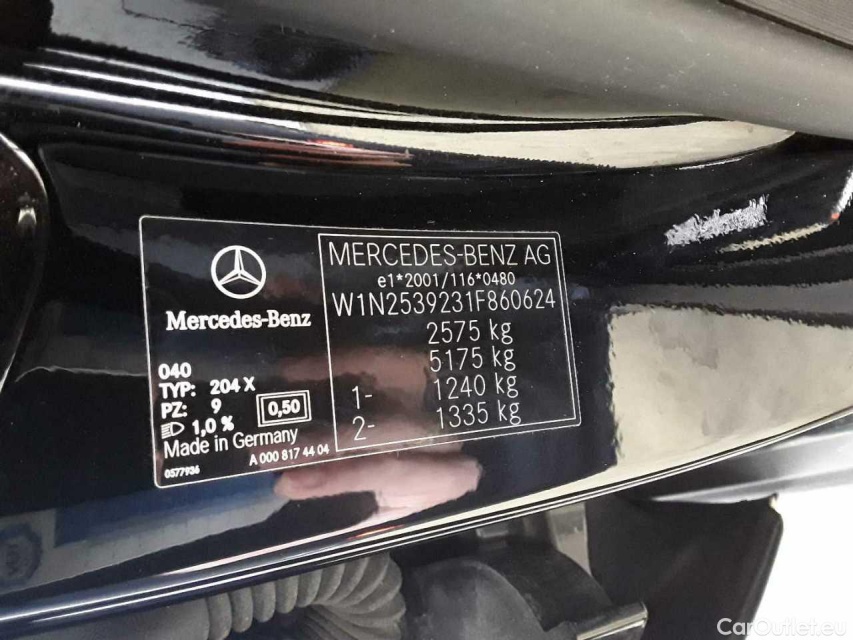 Mercedes-Benz
040
TYP: 204 X
PZ: 9
0,50
1,0 %
Made in Germany
A 000 817 44 04
0577936
MERCEDES-BENZ AG
e1*2001/116*0480
W1N2539231F860624
2575 kg
5175 kg
1- 1240 kg
2- 1335 kg
CarOutlet.eu